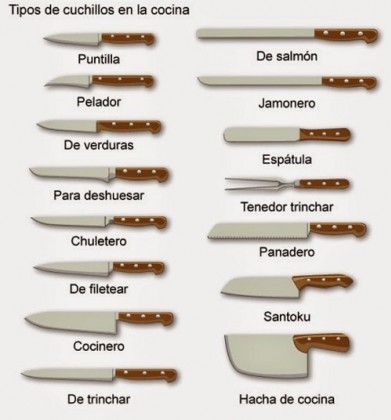 Tipos de cuchillos en la cocina
Puntilla
Pelador
De verduras
Para deshuesar
Chuletero
De filetear
Cocinero
De trinchar
De salmón
Jamonero
Espátula
Tenedor trinchar
Panadero
Santoku
Hacha de cocina